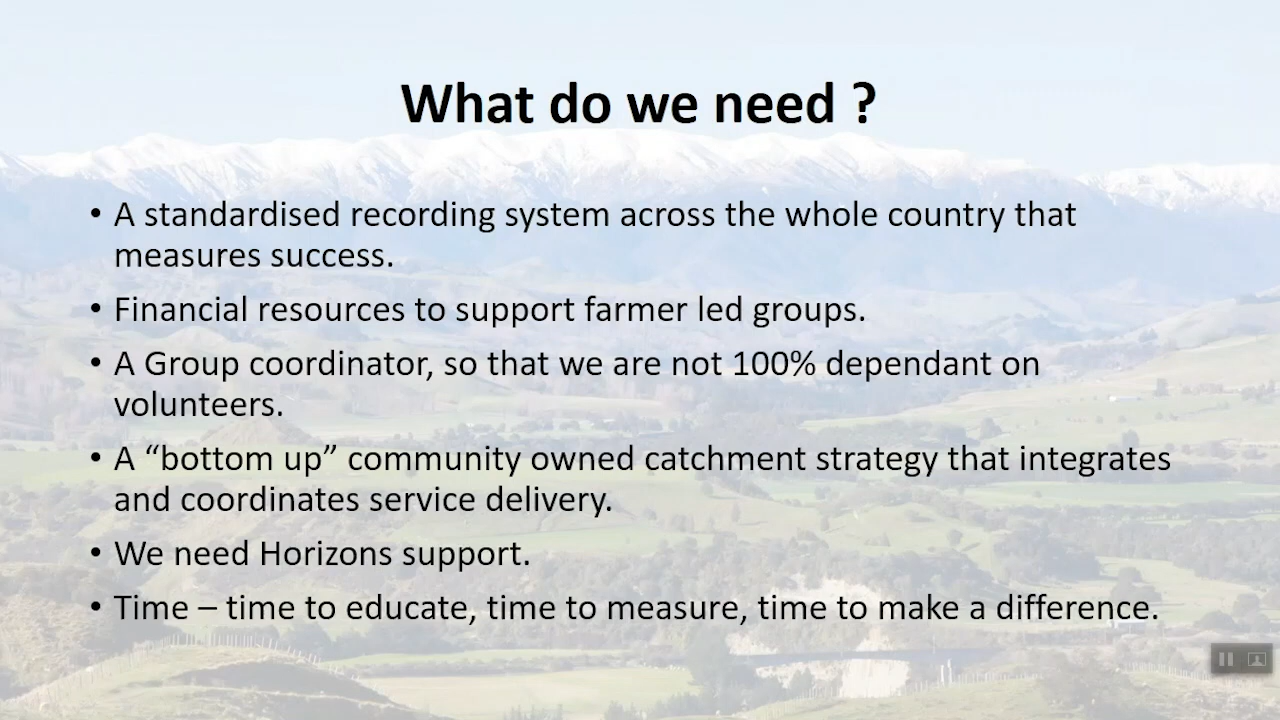 What do we need ?
• A standardised recording system across the whole country that
measures success.
• Financial resources to support farmer led groups.
• A Group coordinator, so that we are not 100% dependant on
volunteers.
• A “bottom up” community owned catchment strategy that integrates
and coordinates service delivery.
• We need Horizons support.
• Time – time to educate, time to measure, time to make a difference.